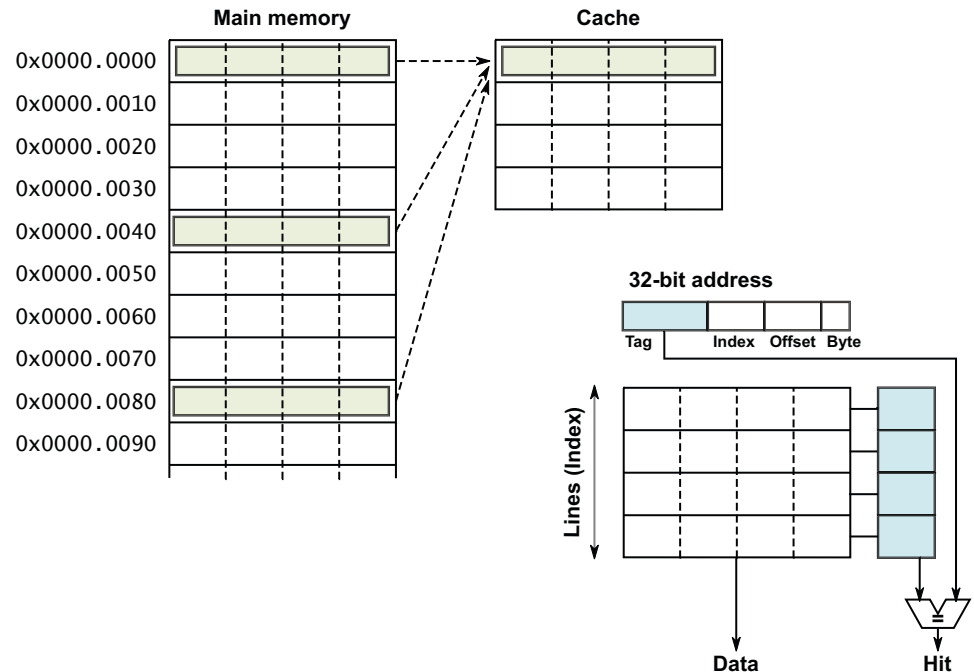 Main memory
Cache
0x0000.0000
0x0000.0010
0x0000.0020
0x0000.0030
0x0000.0040
0x0000.0050
0x0000.0060
0x0000.0070
0x0000.0080
0x0000.0090
32-bit address
Tag Index Offset Byte
Lines (Index)
=
Data
Hit